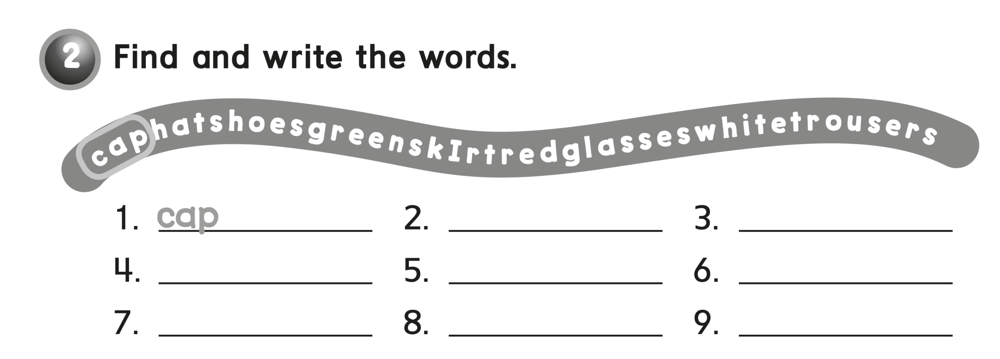 2 Find and write the words.
caphatshoesgreenskIrtredglasseswhitetrousers
1. cap 2. 3.
4. 5. 6.
7. 8. 9.